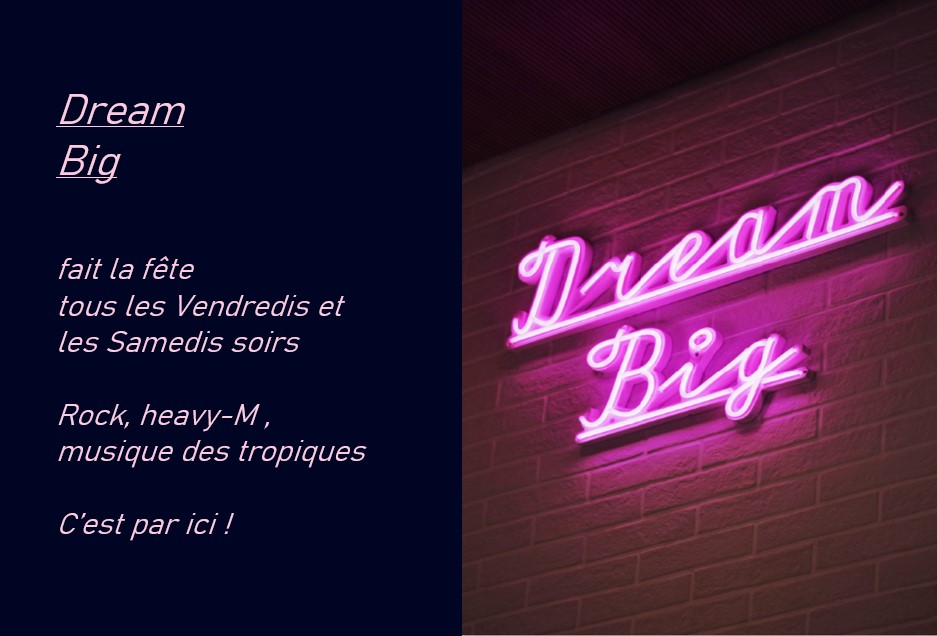 Dream
Big
fait la fête
tous les Vendredis et
les Samedis soirs
Rock, heavy-M ,
musique des tropiques
C'est par ici !
Dream
Big